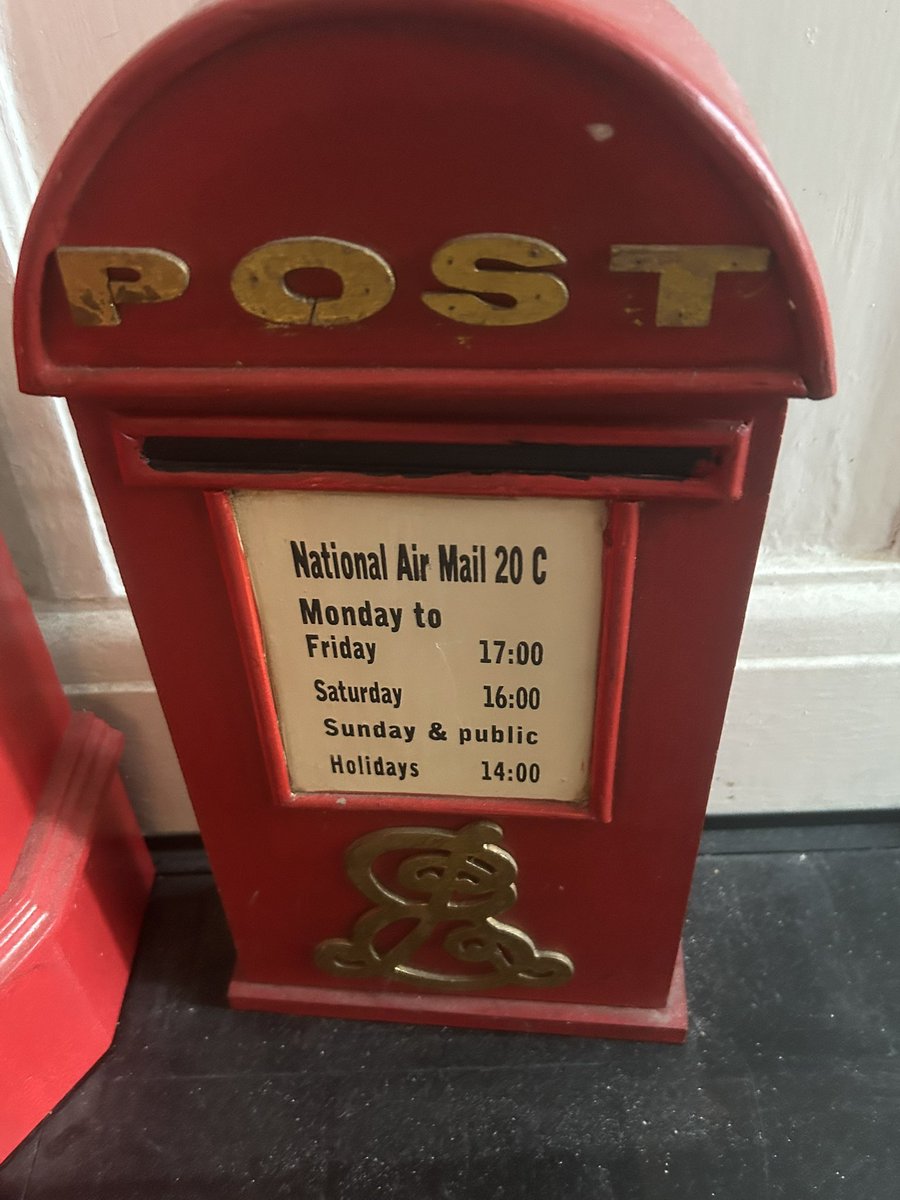 POST
National Air Mail 20 C
Monday to
Friday 17:00
Saturday 16:00
Sunday & public
Holidays 14:00